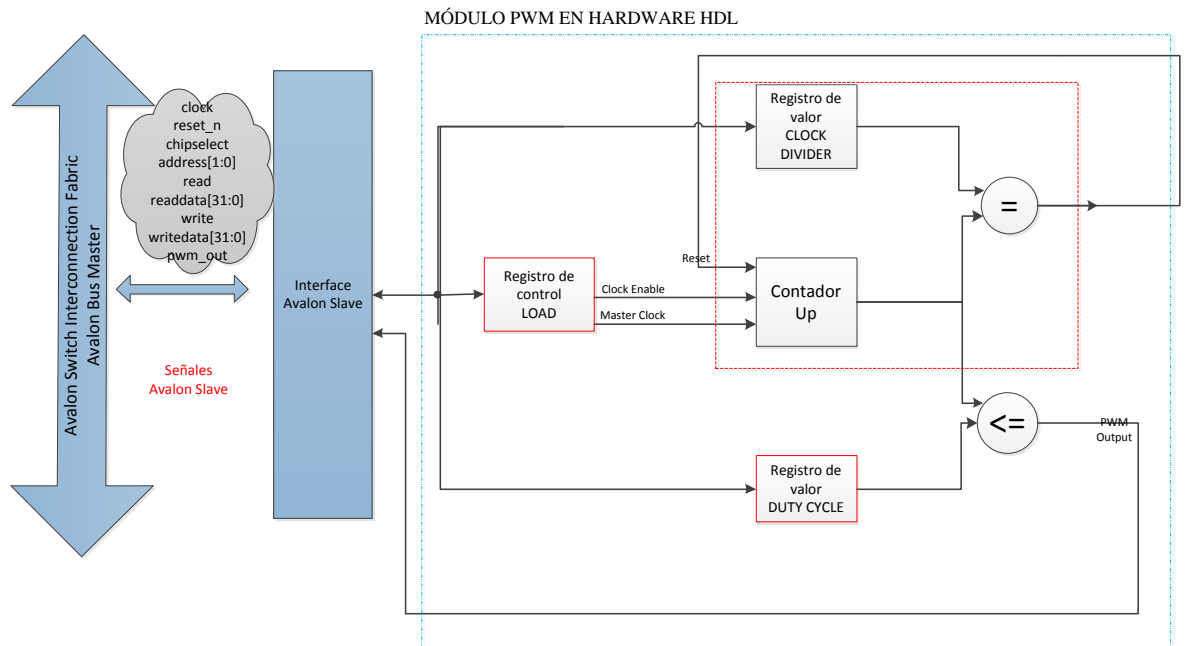 MÓDULO PWM EN HARDWARE HDL
Avalon Switch Interconnection Fabric
Avalon Bus Master
clock
reset_n
chipselect
address[1:0]
read
readdata[31:0]
write
writedata[31:0]
pwm_out
Señales
Avalon Slave
Interface
Avalon Slave
Registro de
control
LOAD
Clock Enable
Master Clock
Reset
Registro de
valor
CLOCK
DIVIDER
Contador
Up
=
<=
PWM
Output
Registro de
valor
DUTY CYCLE